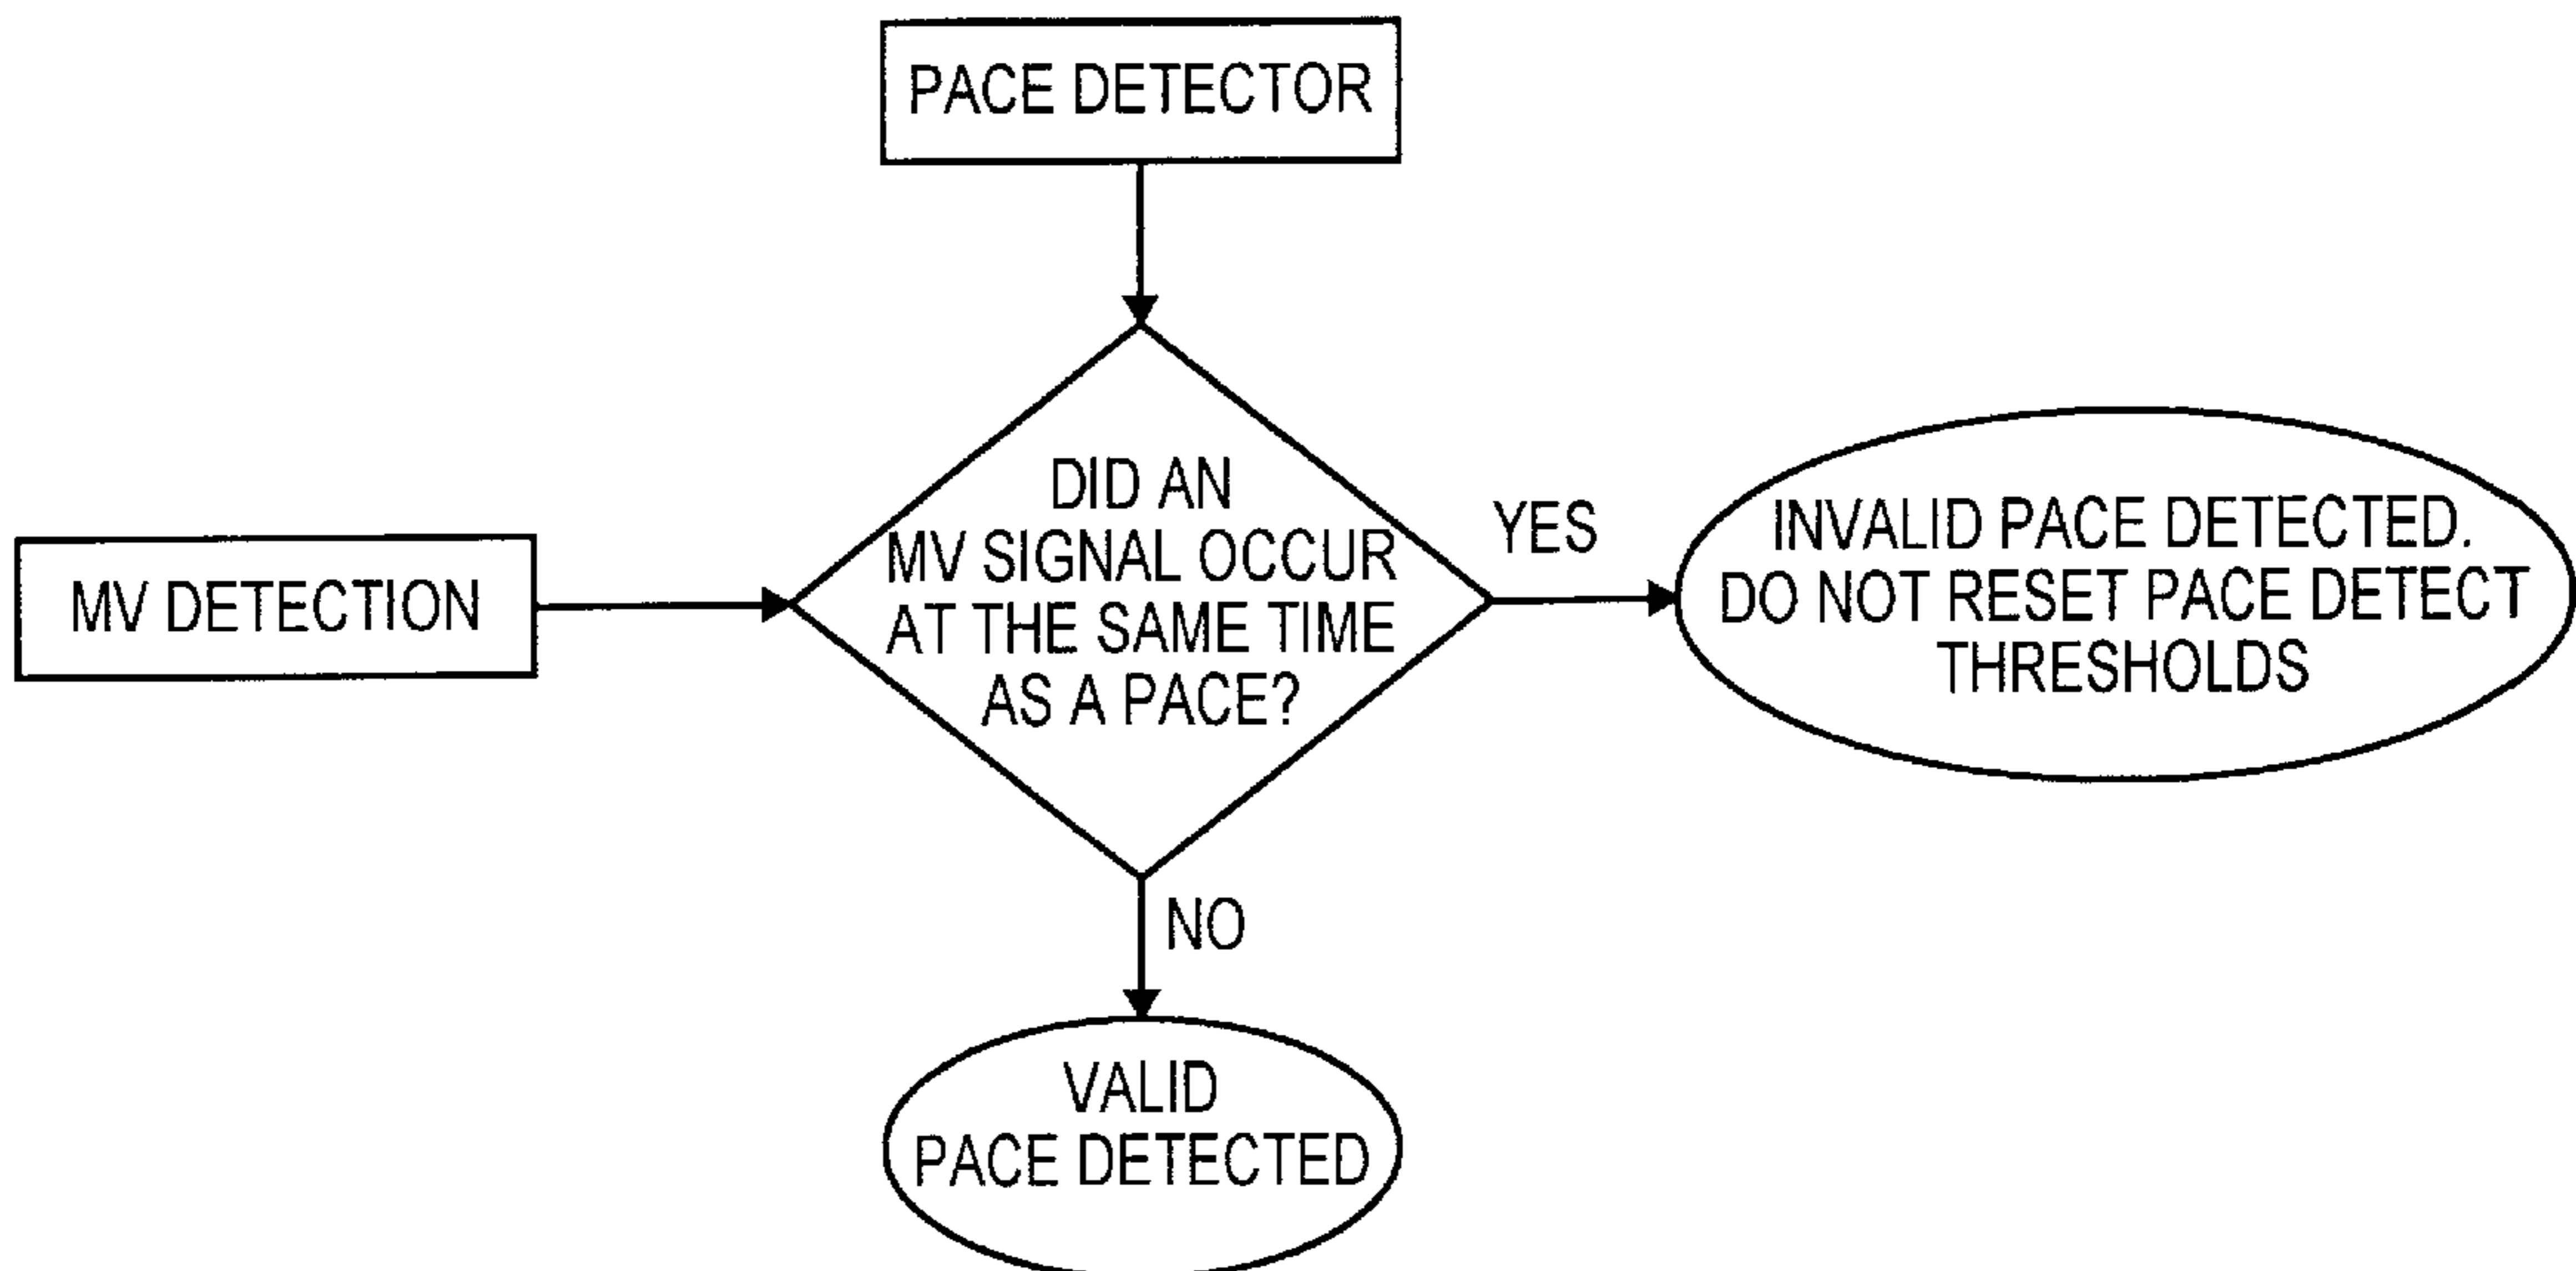 PACE DETECTOR
MV DETECTION
DID AN
MV SIGNAL OCCUR
AT THE SAME TIME
AS A PACE?
YES
INVALID PACE DETECTED.
DO NOT RESET PACE DETECT
THRESHOLDS
NO
VALID
PACE DETECTED